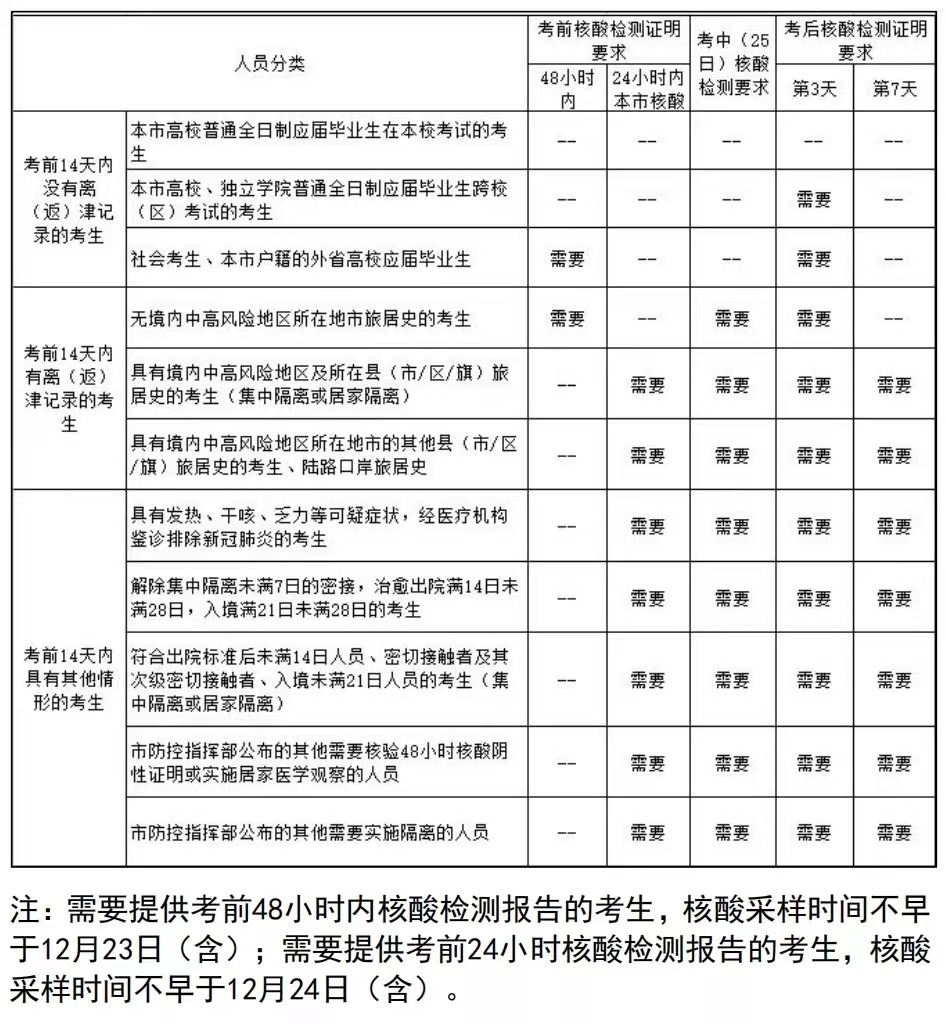 人员分类
考前核酸检测证明
要求
考中（25
日）核酸
检测要求
考后核酸检测证明
要求
48小时
内
24小时内
本市核酸
第3天
第7天
考前14天内
没有离
（返）津记
录的考生
本市高校普通全日制应届毕业生在本校考试的考
生
--
--
--
--
--
本市高校、独立学院普通全日制应届毕业生跨校
（区）考试的考生
--
--
--
需要
--
社会考生、本市户籍的外省高校应届毕业生
需要
--
--
需要
--
考前14天内
有离（返）
津记录的考
生
无境内中高风险地区所在地市旅居史的考生
需要
--
需要
需要
--
具有境内中高风险地区及所在县（市/区/旗）旅
居史的考生（集中隔离或居家隔离）
--
需要
需要
需要
需要
具有境内中高风险地区所在地市的其他县（市/区
/旗）旅居史的考生、陆路口岸旅居史
--
需要
需要
需要
需要
考前14天内
具有其他情
形的考生
具有发热、干咳、乏力等可疑症状，经医疗机构
鉴诊排除新冠肺炎的考生
--
需要
需要
需要
需要
解除集中隔离未满7日的密接，治愈出院满14日未
满28日，入境满21日未满28日的考生
--
需要
需要
需要
需要
符合出院标准后未满14日人员、密切接触者及其
次级密切接触者、入境未满21日人员的考生（集
中隔离或居家隔离）
--
需要
需要
需要
需要
市防控指挥部公布的其他需要核验48小时核酸阴
性证明或实施居家医学观察的人员
--
需要
需要
需要
需要
市防控指挥部公布的其他需要实施隔离的人员
--
需要
需要
需要
需要
注：需要提供考前48小时内核酸检测报告的考生，核酸采样时间不早
于12月23日（含）；需要提供考前24小时核酸检测报告的考生，核酸
采样时间不早于12月24日（含）。